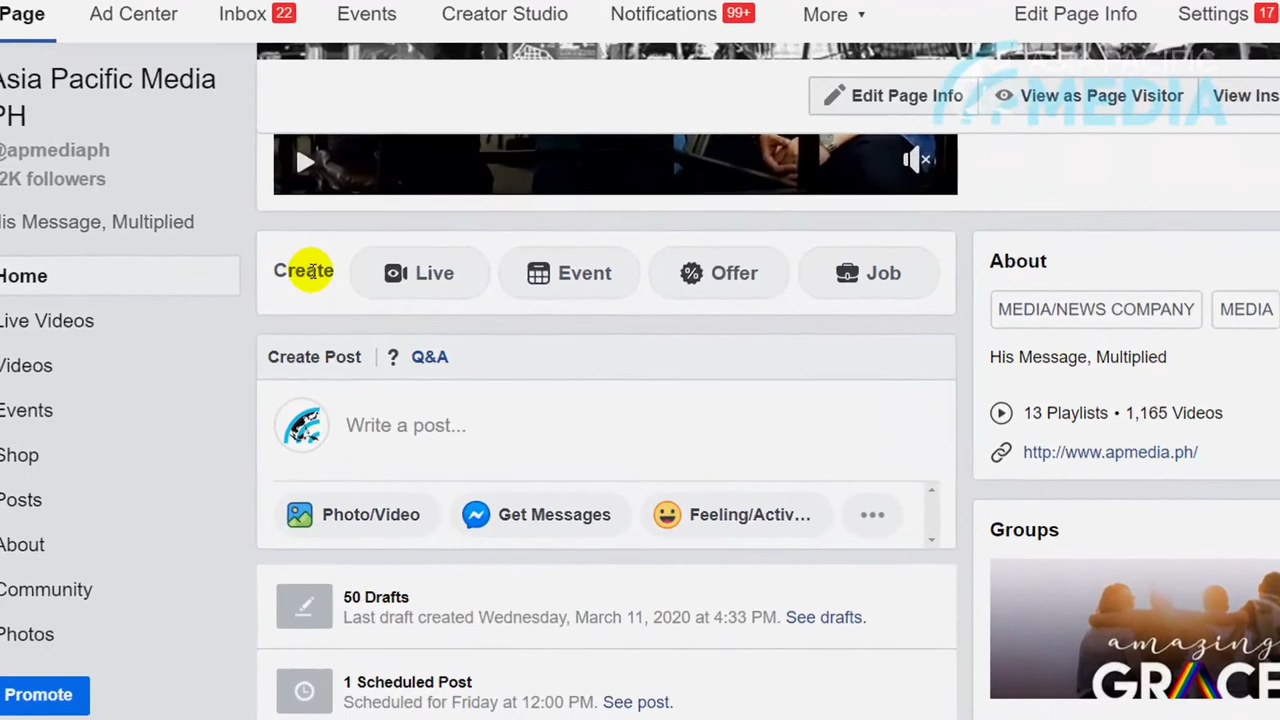 Page Ad Center Inbox 22 Events Creator Studio Notifications 99+ More Edit Page Info Settings 17
Asia Pacific Media
PH
@apmediaph
2K followers
His Message, Multiplied
Home
Live Videos
Videos
Events
Shop
Posts
About
Community
Photos
Promote
Edit Page Info View as Page Visitor View Ins
MEDIA
Create Live Event Offer Job
Create Post ? Q&A
Write a post...
Photo/Video Get Messages Feeling/Activ...
50 Drafts
Last draft created Wednesday, March 11, 2020 at 4:33 PM. See drafts.
1 Scheduled Post
Scheduled for Friday at 12:00 PM. See post.
About
MEDIA/NEWS COMPANY MEDIA
His Message, Multiplied
13 Playlists • 1,165 Videos
http://www.apmedia.ph/
Groups
amazing
GRACE